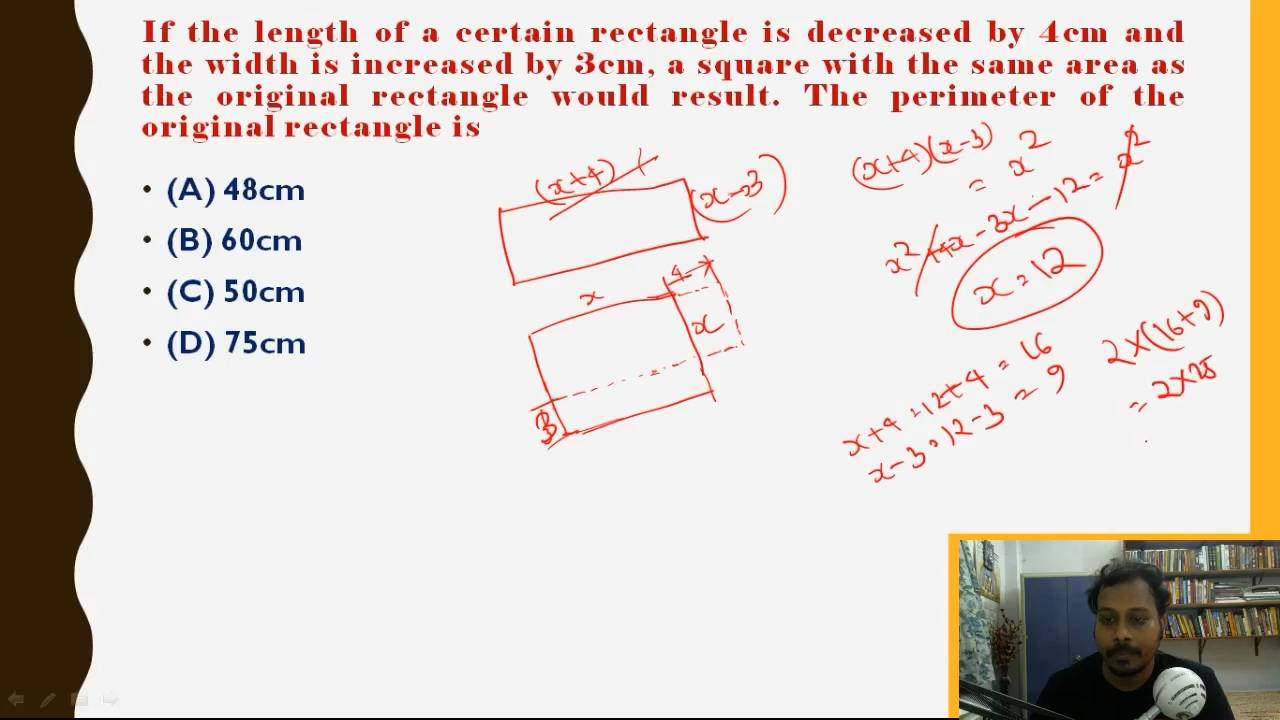 If the length of a certain rectangle is decreased by 4cm and
the width is increased by 3cm, a square with the same area as
the original rectangle would result. The perimeter of the
original rectangle is
• (A) 48cm
• (B) 60cm
• (C) 50cm
• (D) 75cm
(x+4)
(x-3)
x
4
x
3
(x+4)(x-3)
= x²
x²+4x-3x-12=x²
x=12
x+4=12+4=16
x-3=12-3=9
2×(16+9)
=2×25